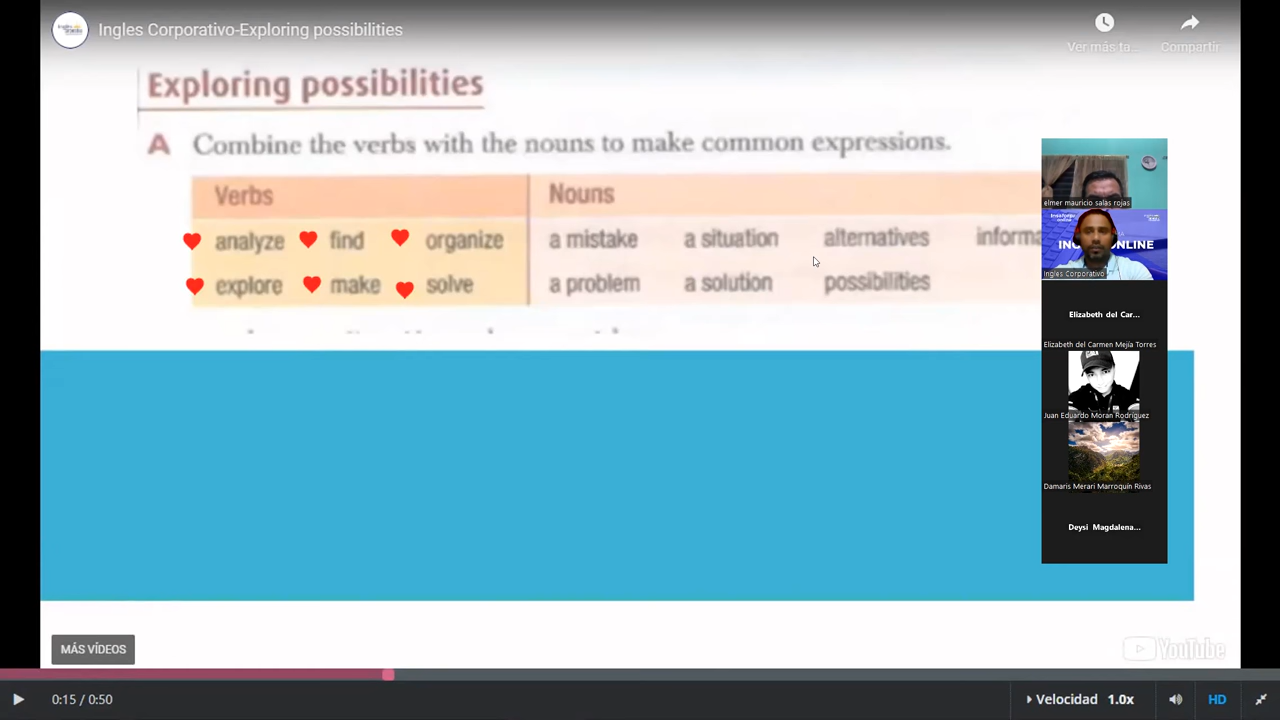 Ingles Corporativo-Exploring possibilities
Ver más ta...
Compartir
Exploring possibilities
A Combine the verbs with the nouns to make common expressions.
Verbs Nouns
analyze find organize a mistake a situation alternatives informa
explore make solve a problem a solution possibilities
elmer mauricio salas rojas
INC ONLINE
Ingles Corporativo
Elizabeth del Car...
Elizabeth del Carmen Mejía Torres
Juan Eduardo Moran Rodriguez
Damaris Merari Marroquín Rivas
Deysi Magdalena...
MÁS VÍDEOS
YouTube
0:15 / 0:50
Velocidad 1.0x
HD